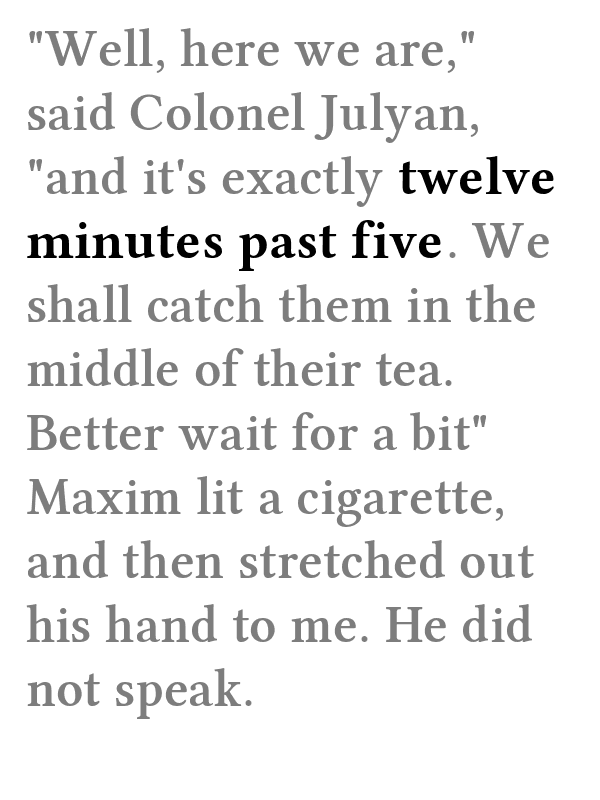 "Well, here we are,"
said Colonel Julyan,
"and it's exactly twelve
minutes past five. We
shall catch them in the
middle of their tea.
Better wait for a bit"
Maxim lit a cigarette,
and then stretched out
his hand to me. He did
not speak.